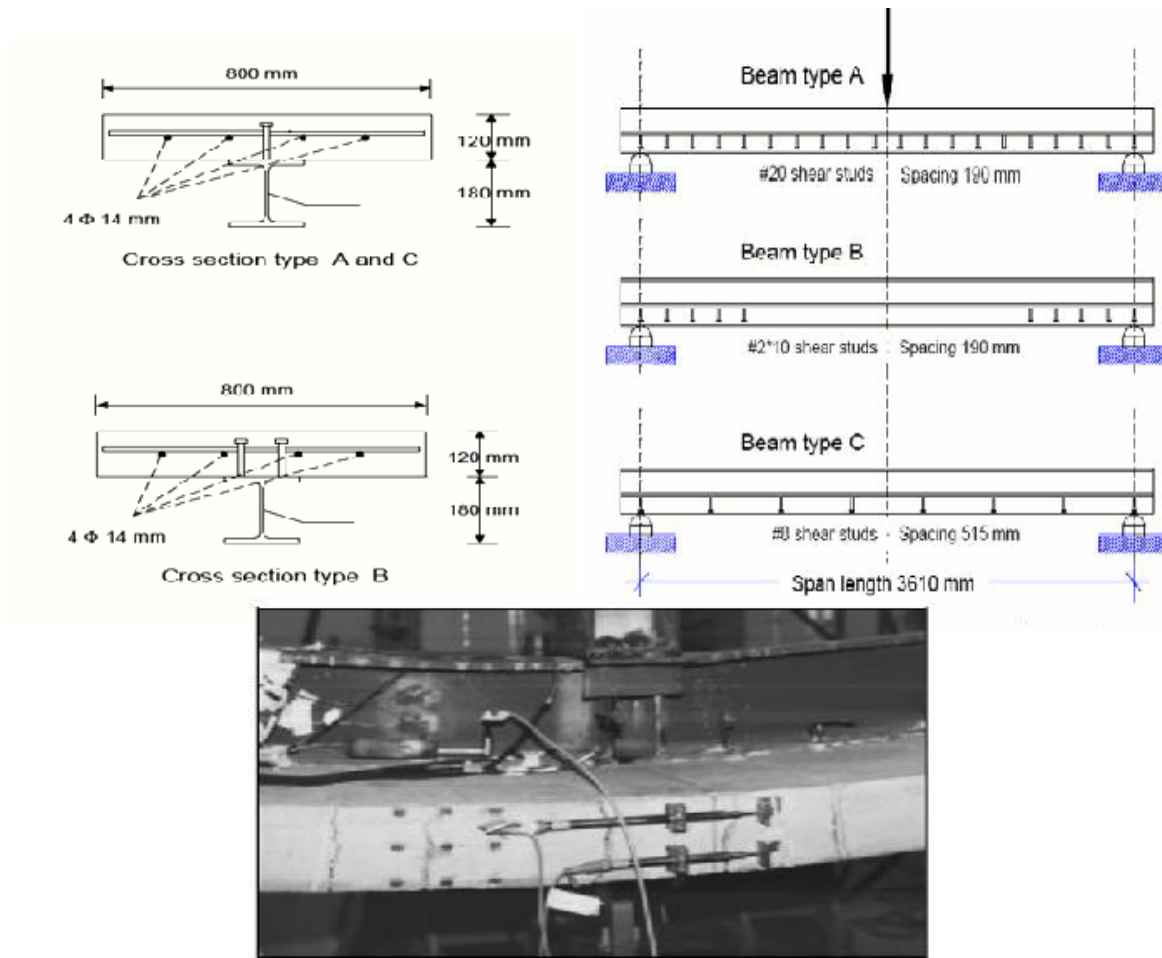 800 mm
120 mm
180 mm
4 Φ 14 mm
Cross section type A and C
800 mm
120 mm
180 mm
4 Φ 14 mm
Cross section type B
Beam type A
#20 shear studs Spacing 190 mm
Beam type B
#2*10 shear studs Spacing 190 mm
Beam type C
#8 shear studs Spacing 515 mm
Span length 3610 mm